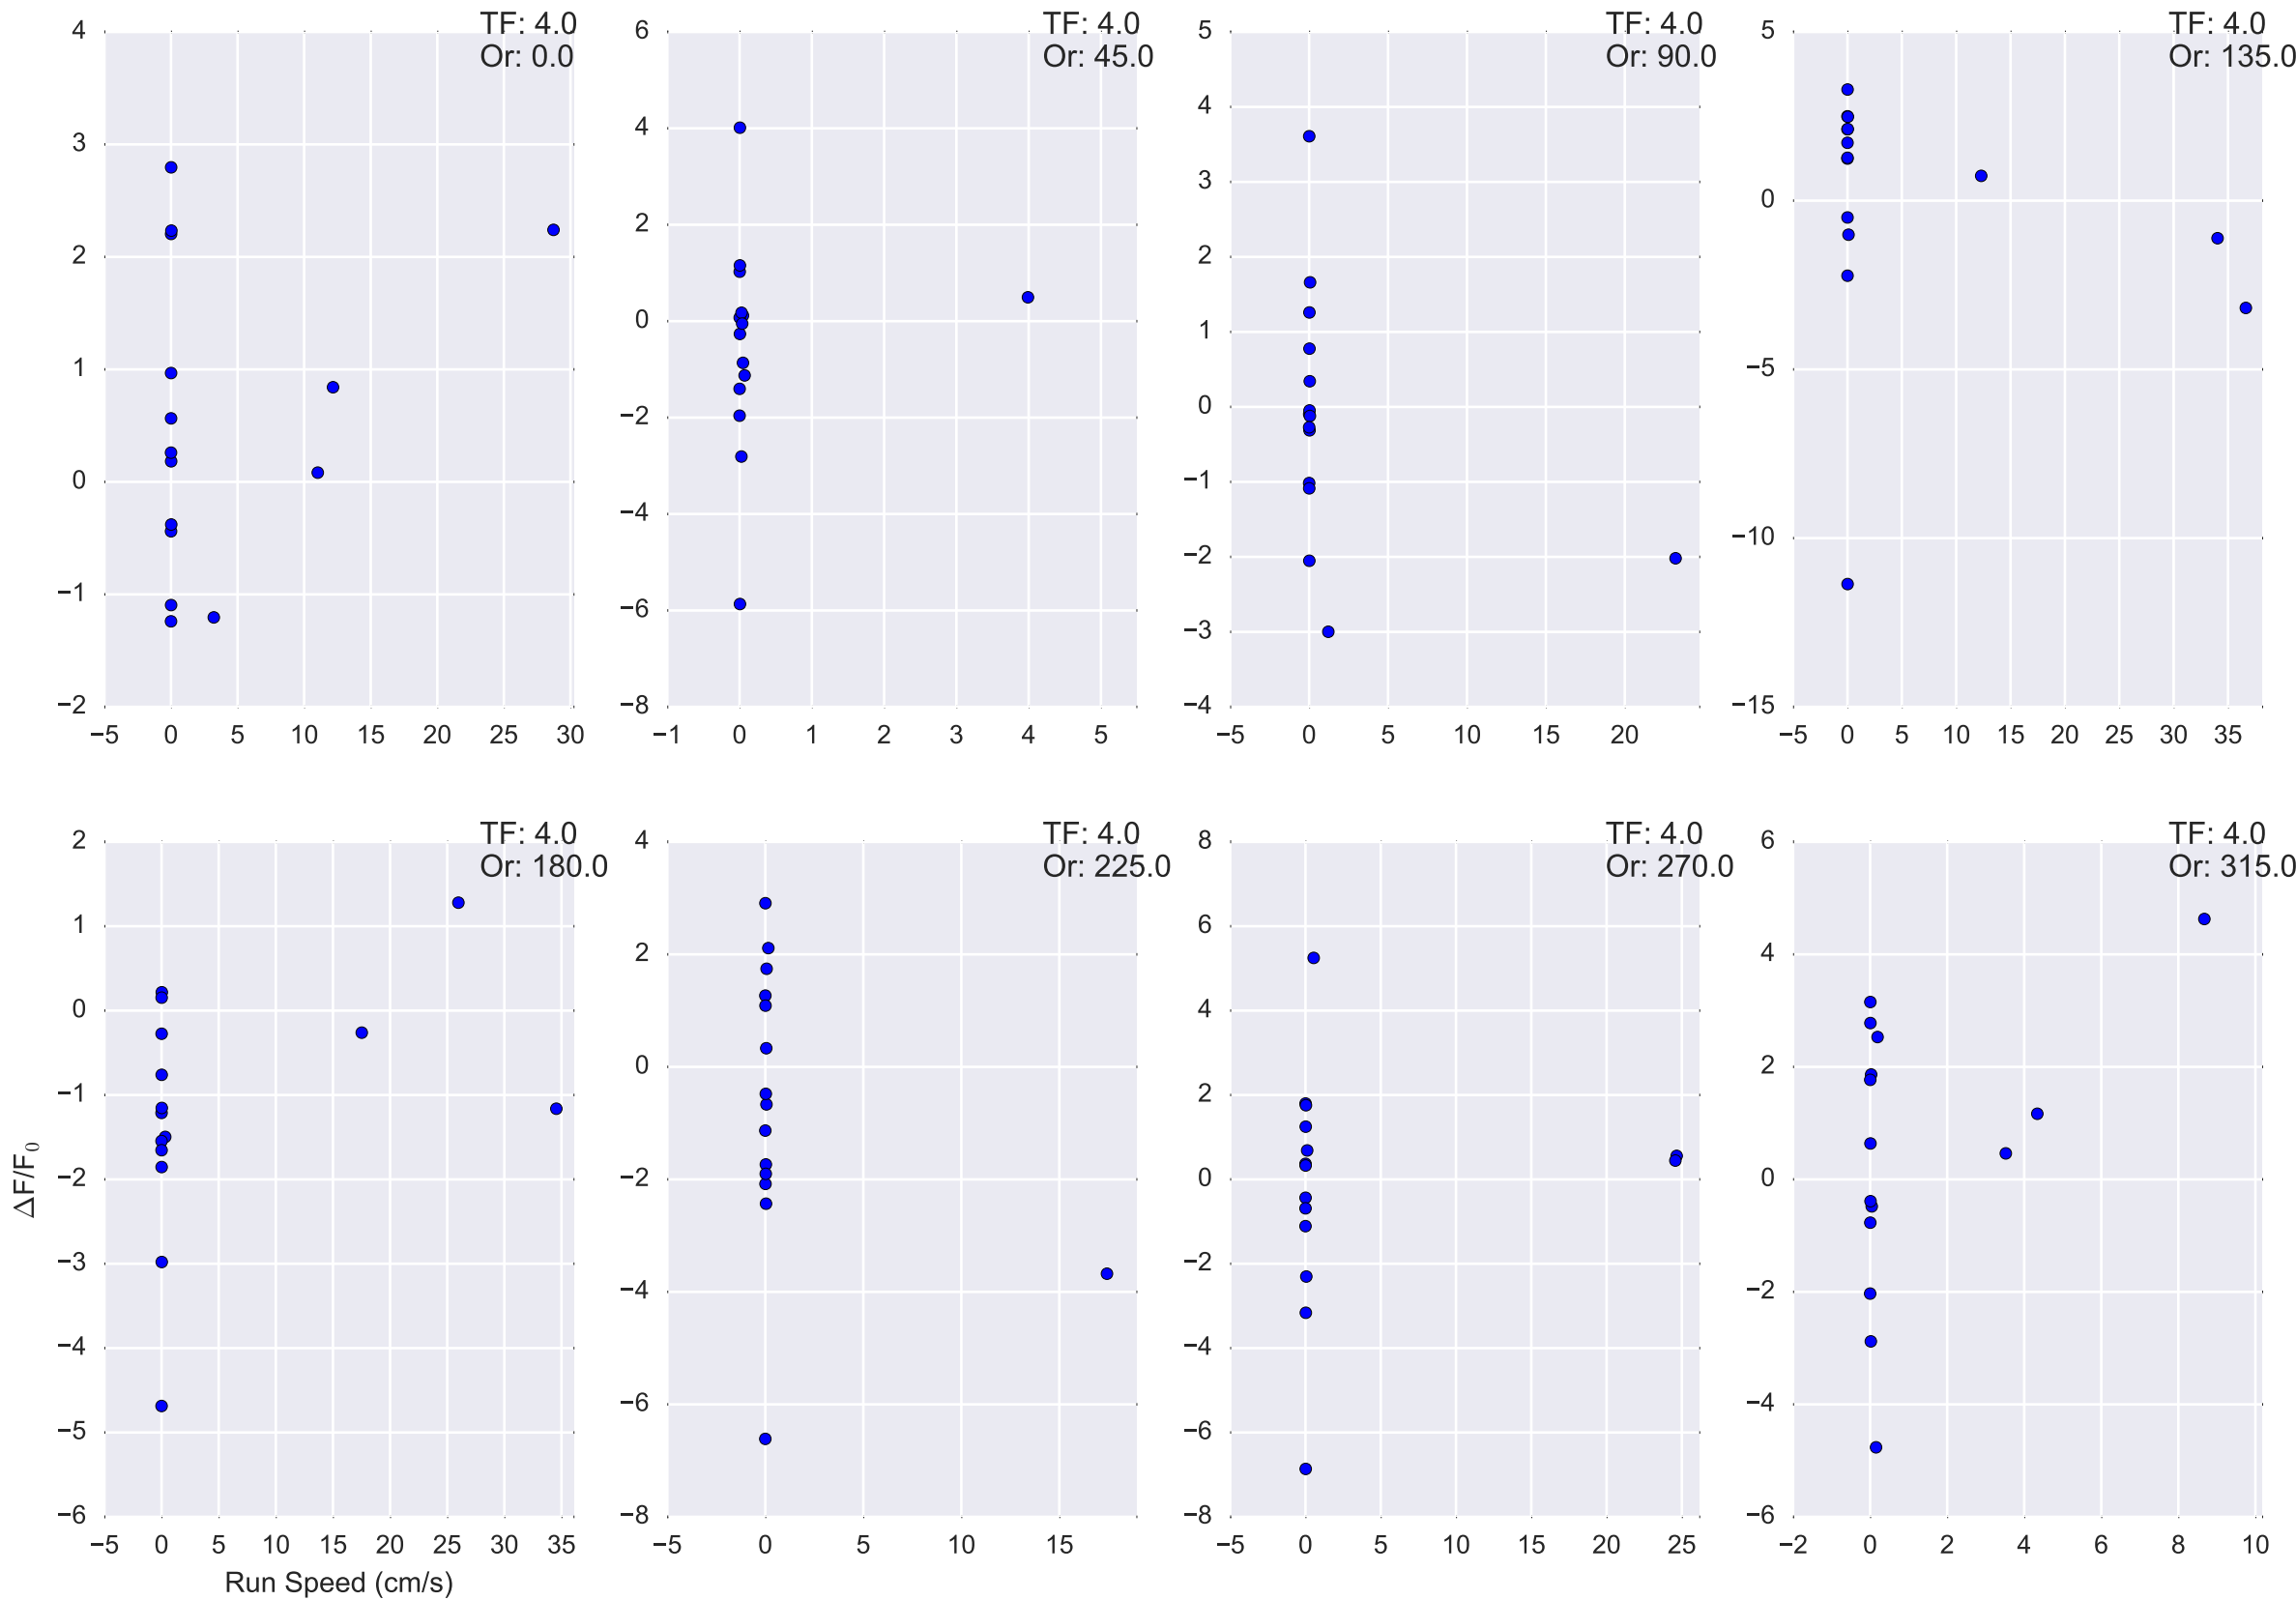 TF: 4.0
Or: 0.0
4
3
2
1
0
−1
−2
−5 0 5 10 15 20 25 30
TF: 4.0
Or: 45.0
6
4
2
0
−2
−4
−6
−8
−1 0 1 2 3 4 5
TF: 4.0
Or: 90.0
5
4
3
2
1
0
−1
−2
−3
−4
−5 0 5 10 15 20
TF: 4.0
Or: 135.0
5
0
−5
−10
−15
−5 0 5 10 15 20 25 30 35
TF: 4.0
Or: 180.0
2
1
0
−1
−2
−3
−4
−5
−6
ΔF/F₀
−5 0 5 10 15 20 25 30 35
Run Speed (cm/s)
TF: 4.0
Or: 225.0
4
2
0
−2
−4
−6
−8
−5 0 5 10 15
TF: 4.0
Or: 270.0
8
6
4
2
0
−2
−4
−6
−8
−5 0 5 10 15 20 25
TF: 4.0
Or: 315.0
6
4
2
0
−2
−4
−6
−2 0 2 4 6 8 10